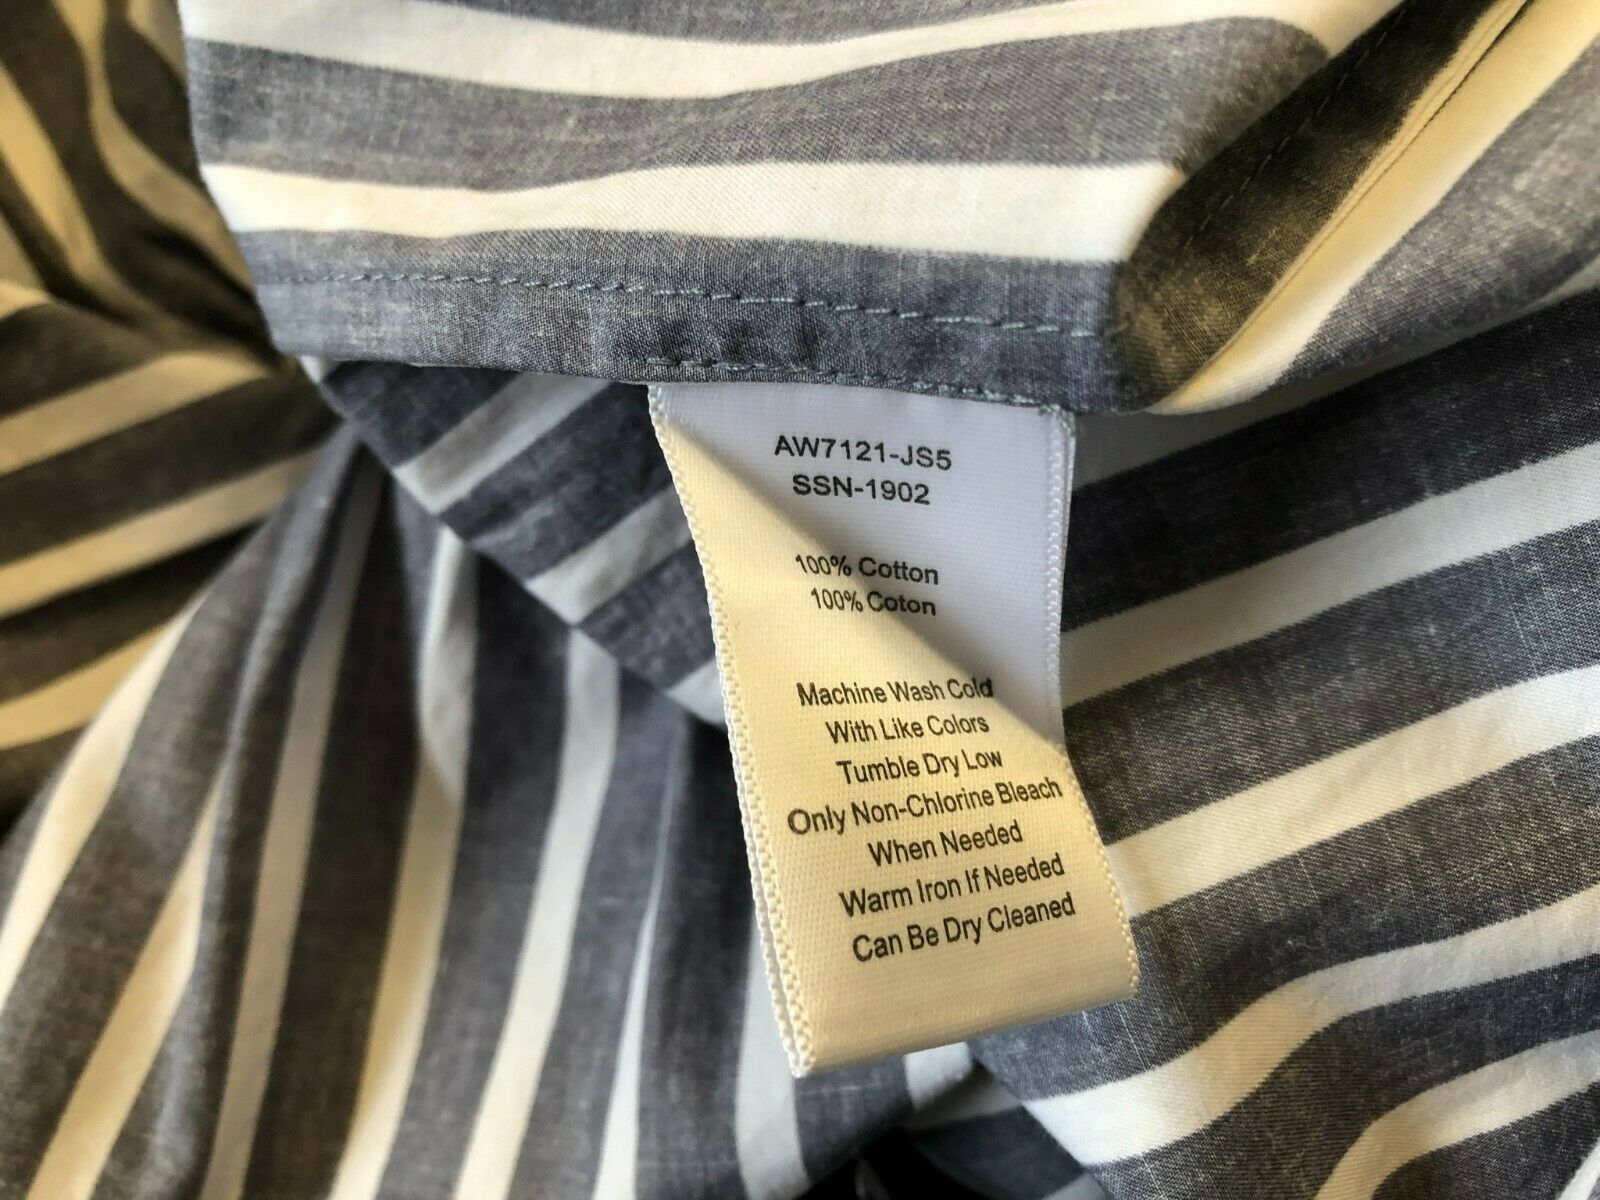 AW7121-JS5
SSN-1902
100% Cotton
100% Coton
Machine Wash Cold
With Like Colors
Tumble Dry Low
Only Non-Chlorine Bleach
When Needed
Warm Iron If Needed
Can Be Dry Cleaned